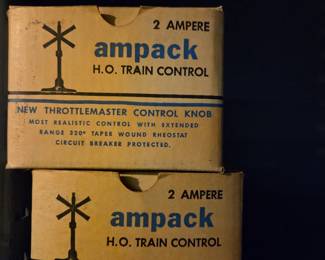 2 AMPERE
ampack
H.O. TRAIN CONTROL
NEW THROTTLEMASTER CONTROL KNOB
MOST REALISTIC CONTROL WITH EXTENDED
RANGE 320° TAPER WOUND RHEOSTAT
CIRCUIT BREAKER PROTECTED.
2 AMPERE
ampack
H.O. TRAIN CONTROL